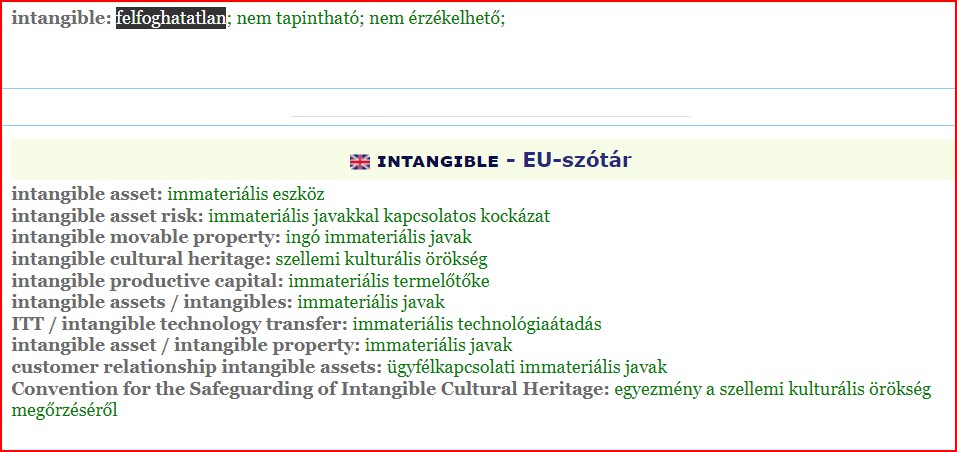 intangible: felfoghatatlan; nem tapintható; nem érzékelhető;
INTANGIBLE - EU-szótár
intangible asset: immateriális eszköz
intangible asset risk: immateriális javakkal kapcsolatos kockázat
intangible movable property: ingó immateriális javak
intangible cultural heritage: szellemi kulturális örökség
intangible productive capital: immateriális termelőtőke
intangible assets / intangibles: immateriális javak
ITT / intangible technology transfer: immateriális technológiaátadás
intangible asset / intangible property: immateriális javak
customer relationship intangible assets: ügyfélkapcsolati immateriális javak
Convention for the Safeguarding of Intangible Cultural Heritage: egyezmény a szellemi kulturális örökség
megőrzéséről